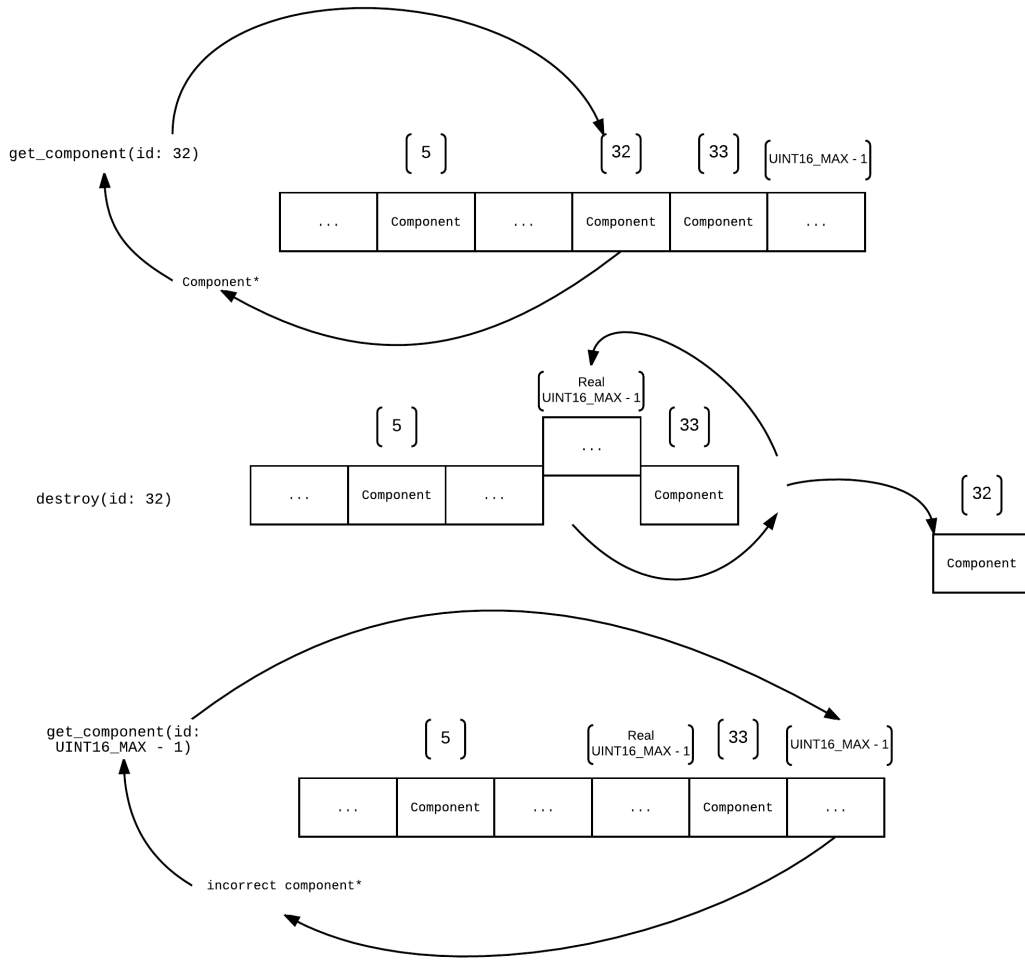 get_component(id: 32)
5
32
33
UINT16_MAX - 1
...
Component
...
Component
Component
...
Component*
destroy(id: 32)
5
Real
UINT16_MAX - 1
33
32
...
Component
...
...
Component
Component
get_component(id:
UINT16_MAX - 1)
5
Real
UINT16_MAX - 1
33
UINT16_MAX - 1
...
Component
...
...
Component
...
incorrect component*